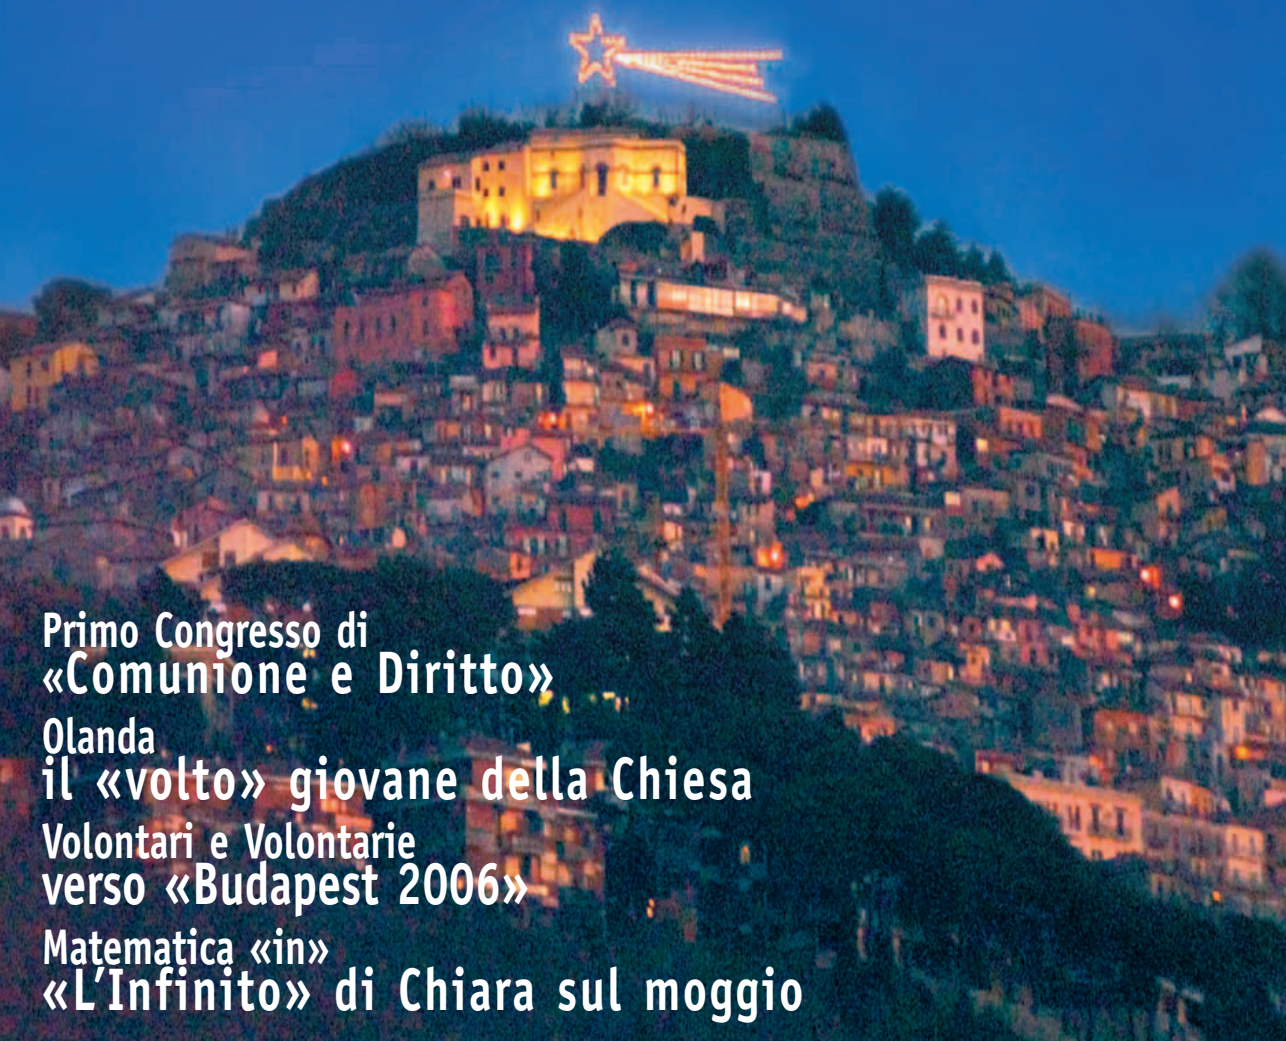 Primo Congresso di
«Comunione e Diritto»
Olanda
il «volto» giovane della Chiesa
Volontari e Volontarie
verso «Budapest 2006»
Matematica «in»
«L’Infinito» di Chiara sul moggio